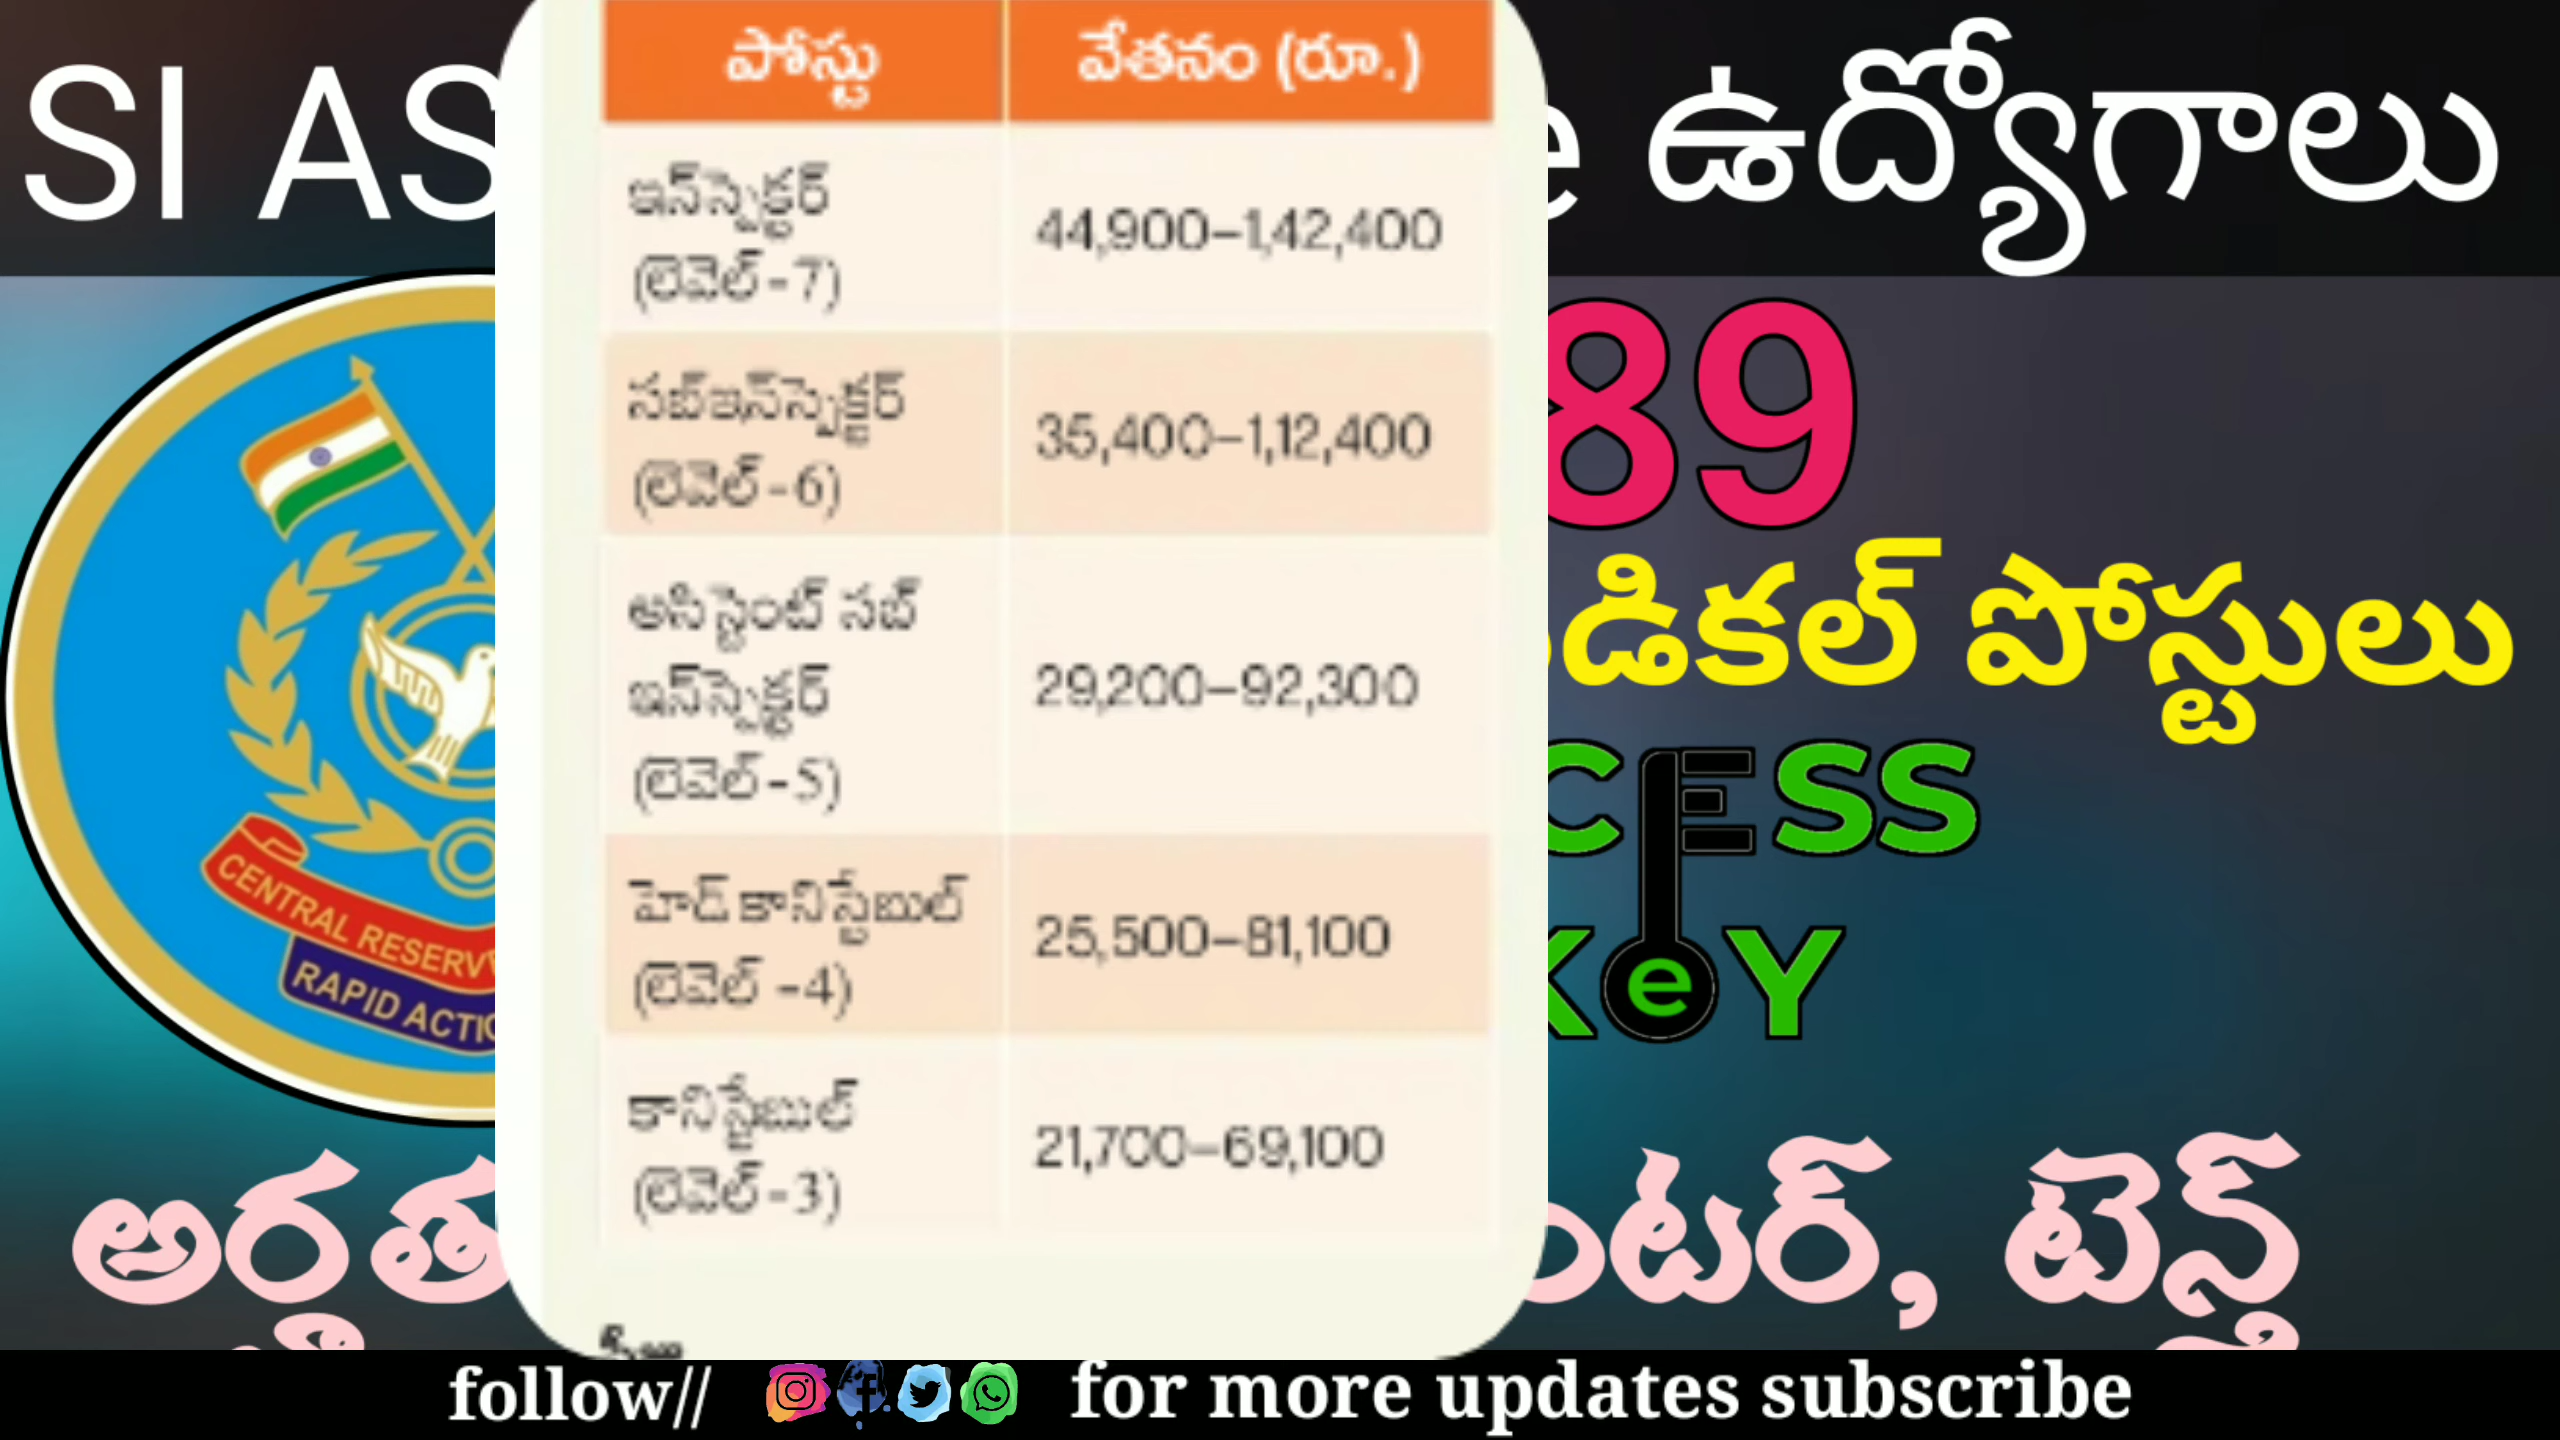 SI AS
ఉద్యోగాలు
పోస్టు వేతనం (రూ.)
ఇన్‌స్పెక్టర్
(లెవెల్-7)
44,900–1,42,400
సబ్‌ఇన్‌స్పెక్టర్
(లెవెల్-6)
35,400–1,12,400
అసిస్టెంట్ సబ్
ఇన్‌స్పెక్టర్
(లెవెల్-5)
29,200–92,300
హెడ్ కానిస్టేబుల్
(లెవెల్ -4)
25,500–81,100
కానిస్టేబుల్
(లెవెల్-3)
21,700–69,100
89
డికల్ పోస్టులు
CESS
KeY
CENTRAL RESERV
RAPID ACTIO
అర్హత
ంటర్, టెన్త్
follow// for more updates subscribe